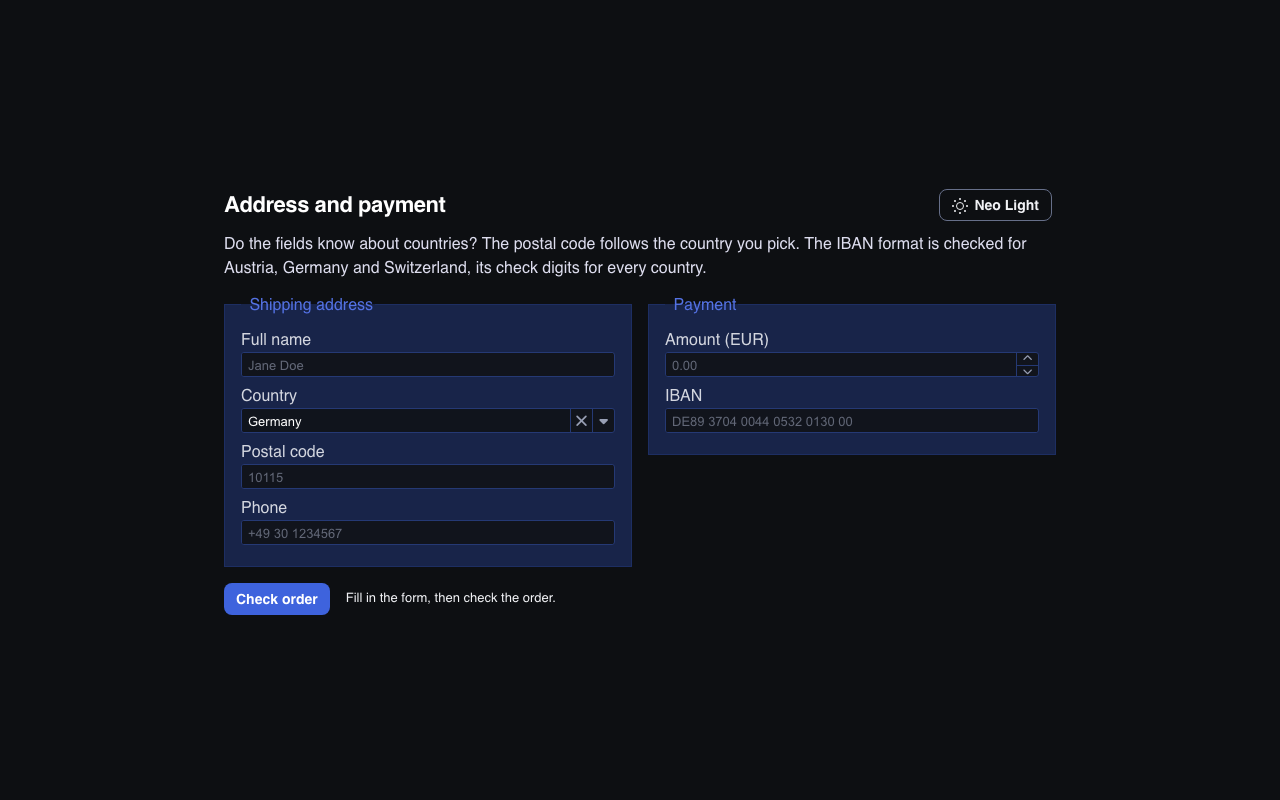 Address and payment
Neo Light
Do the fields know about countries? The postal code follows the country you pick. The IBAN format is checked for
Austria, Germany and Switzerland, its check digits for every country.
Shipping address
Full name
Jane Doe
Country
Germany
Postal code
10115
Phone
+49 30 1234567
Payment
Amount (EUR)
0.00
IBAN
DE89 3704 0044 0532 0130 00
Check order
Fill in the form, then check the order.